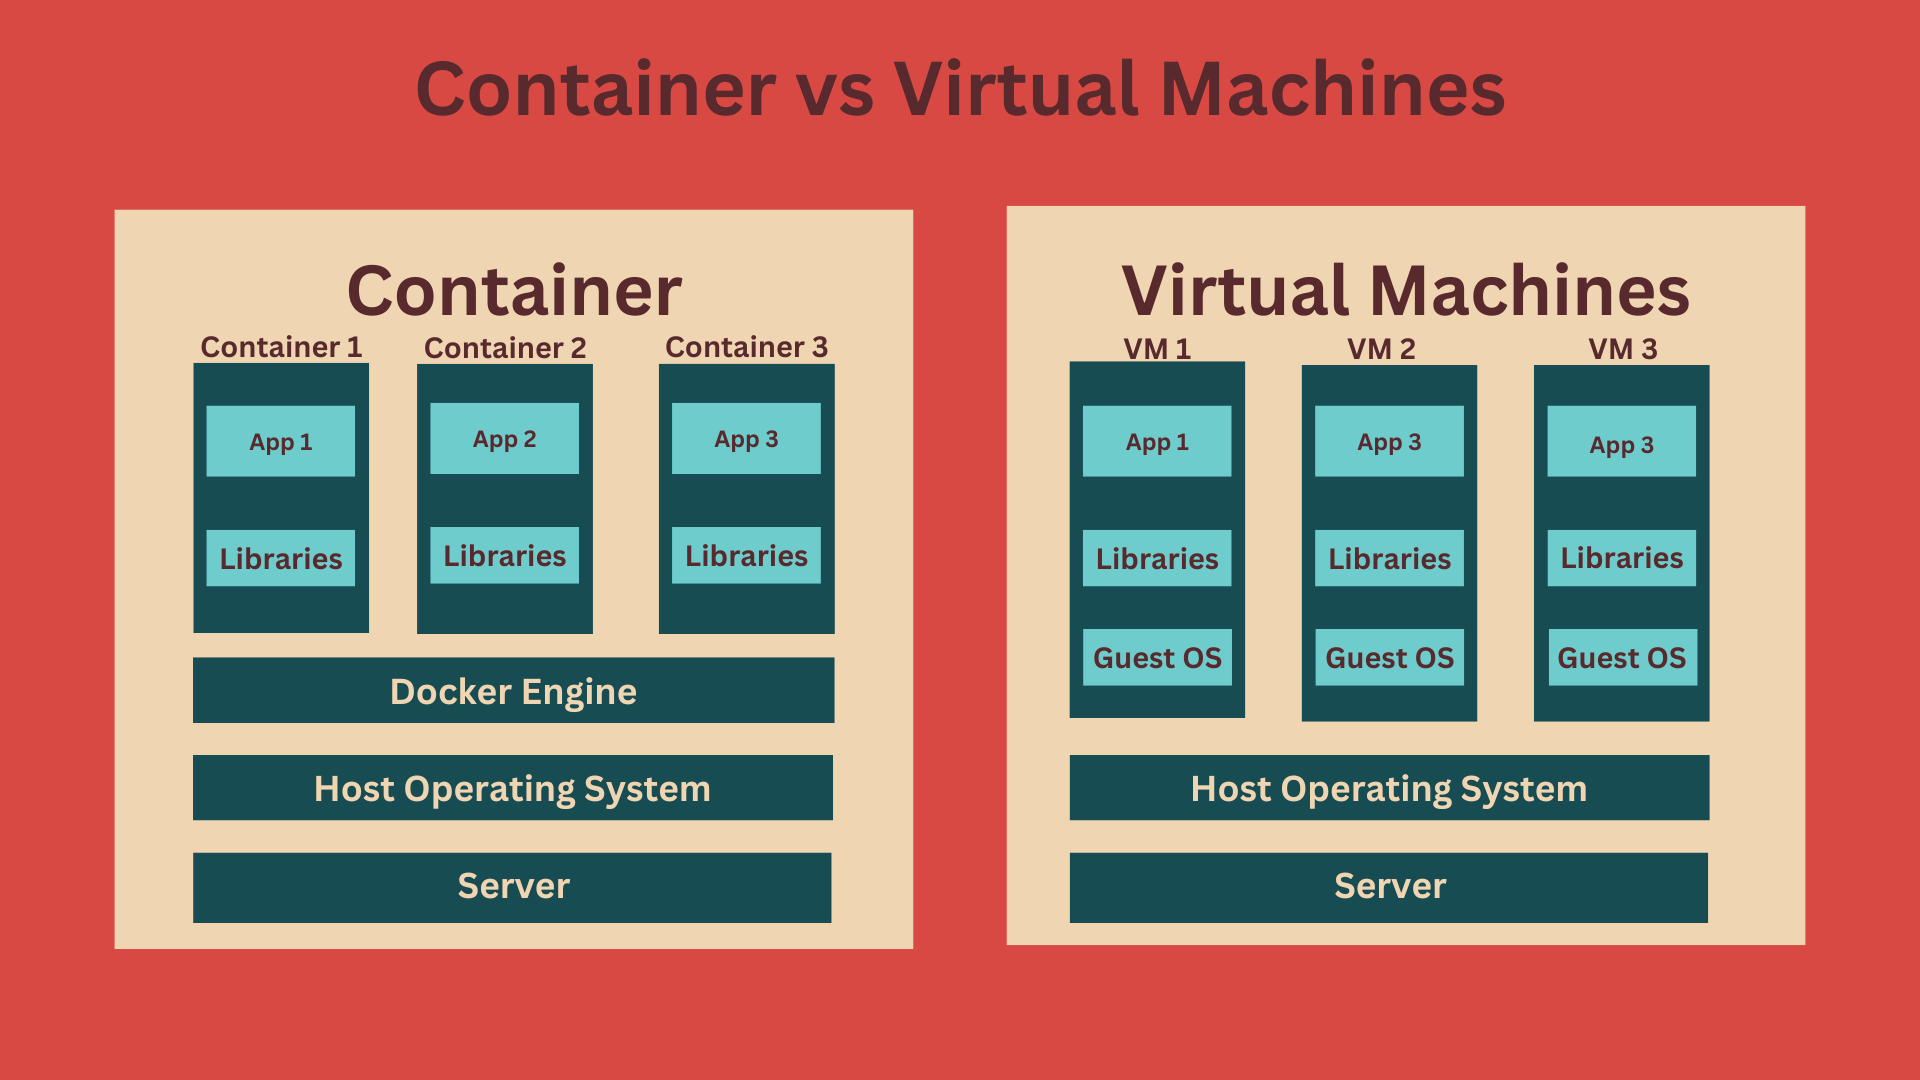 Container vs Virtual Machines
Container
Container 1
Container 2
Container 3
App 1
App 2
App 3
Libraries
Libraries
Libraries
Docker Engine
Host Operating System
Server
Virtual Machines
VM 1
VM 2
VM 3
App 1
App 3
App 3
Libraries
Libraries
Libraries
Guest OS
Guest OS
Guest OS
Host Operating System
Server